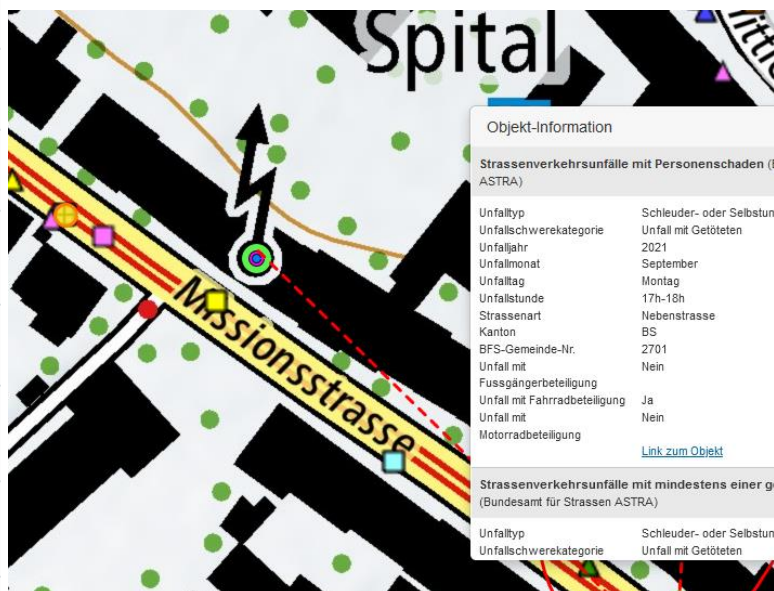 Spital
Missionsstrasse
Objekt-Information
Strassenverkehrsunfälle mit Personenschaden
ASTRA)
Unfalltyp Schleuder- oder
Unfallschwerekategorie Unfall mit Getöteten
Unfalljahr 2021
Unfallmonat September
Unfalltag Montag
Unfallstunde 17h-18h
Strassenart Nebenstrasse
Kanton BS
BFS-Gemeinde-Nr. 2701
Unfall mit Nein
Fussgängerbeteiligung
Unfall mit Fahrradbeteiligung Ja
Unfall mit Nein
Motorradbeteiligung
Link zum Objekt
Strassenverkehrsunfälle mit mindestens einer
(Bundesamt für Strassen ASTRA)
Unfalltyp Schleuder- oder
Unfallschwerekategorie Unfall mit Getöteten